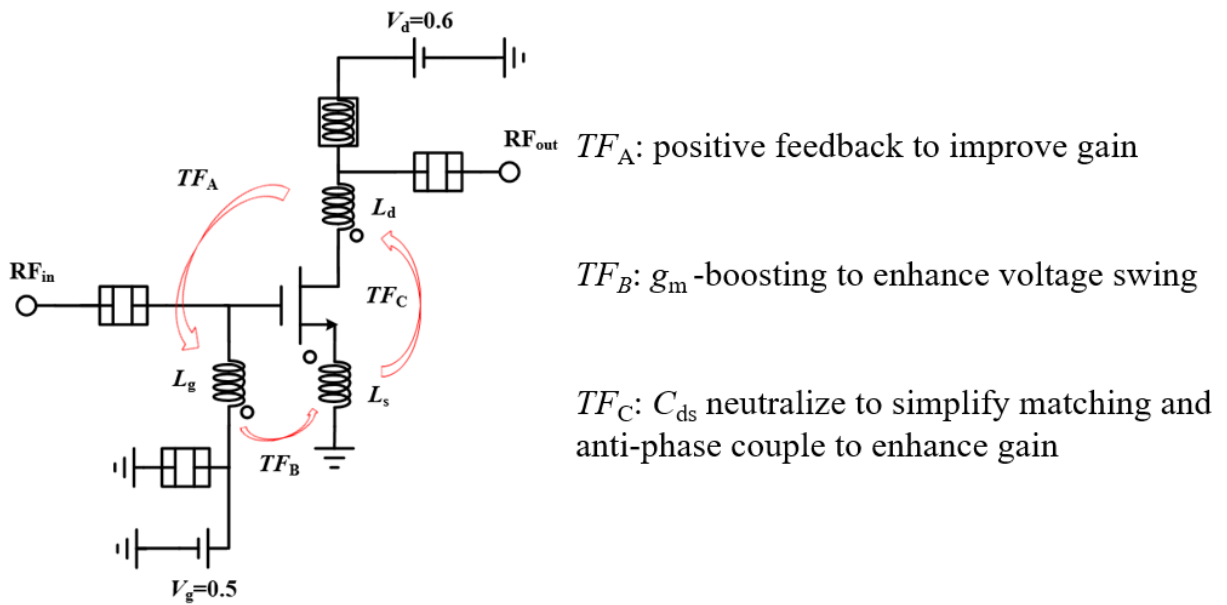 Vd=0.6
RFout
TFA: positive feedback to improve gain
TFA
Ld
RFin
TFB: gm -boosting to enhance voltage swing
TFC
Lg
Ls
TFC: Cds neutralize to simplify matching and
anti-phase couple to enhance gain
TFB
Vg=0.5